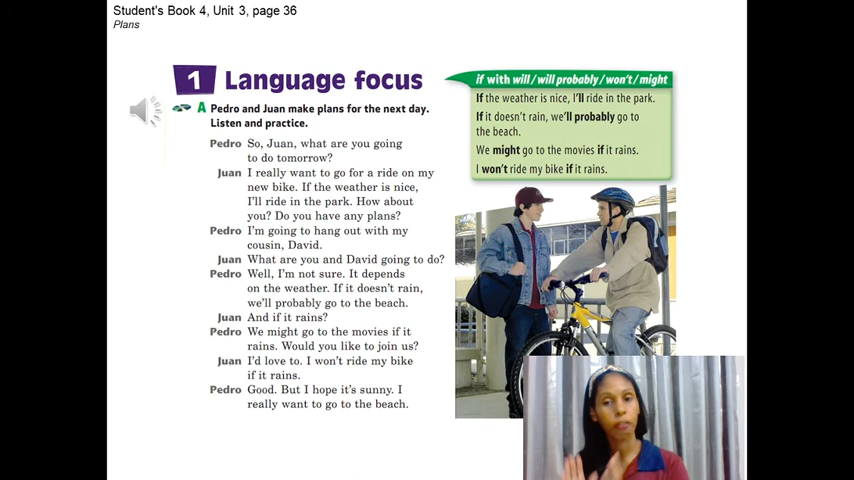 Student's Book 4, Unit 3, page 36
Plans
1 Language focus
A Pedro and Juan make plans for the next day.
Listen and practice.
Pedro So, Juan, what are you going
to do tomorrow?
Juan I really want to go for a ride on my
new bike. If the weather is nice,
I'll ride in the park. How about
you? Do you have any plans?
Pedro I'm going to hang out with my
cousin, David.
Juan What are you and David going to do?
Pedro Well, I'm not sure. It depends
on the weather. If it doesn't rain,
we'll probably go to the beach.
Juan And if it rains?
Pedro We might go to the movies if it
rains. Would you like to join us?
Juan I'd love to. I won't ride my bike
if it rains.
Pedro Good. But I hope it's sunny. I
really want to go to the beach.
if with will / will probably / won't / might
If the weather is nice, I'll ride in the park.
If it doesn't rain, we'll probably go to
the beach.
We might go to the movies if it rains.
I won't ride my bike if it rains.